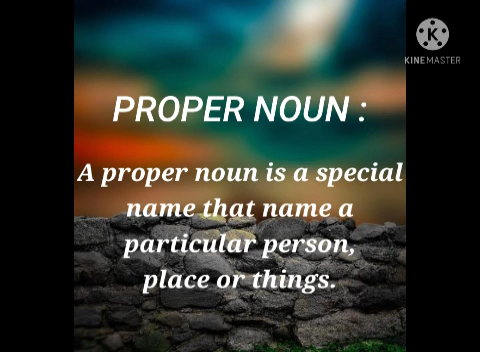 KINEMASTER
PROPER NOUN :
A proper noun is a special
name that name a
particular person,
place or things.